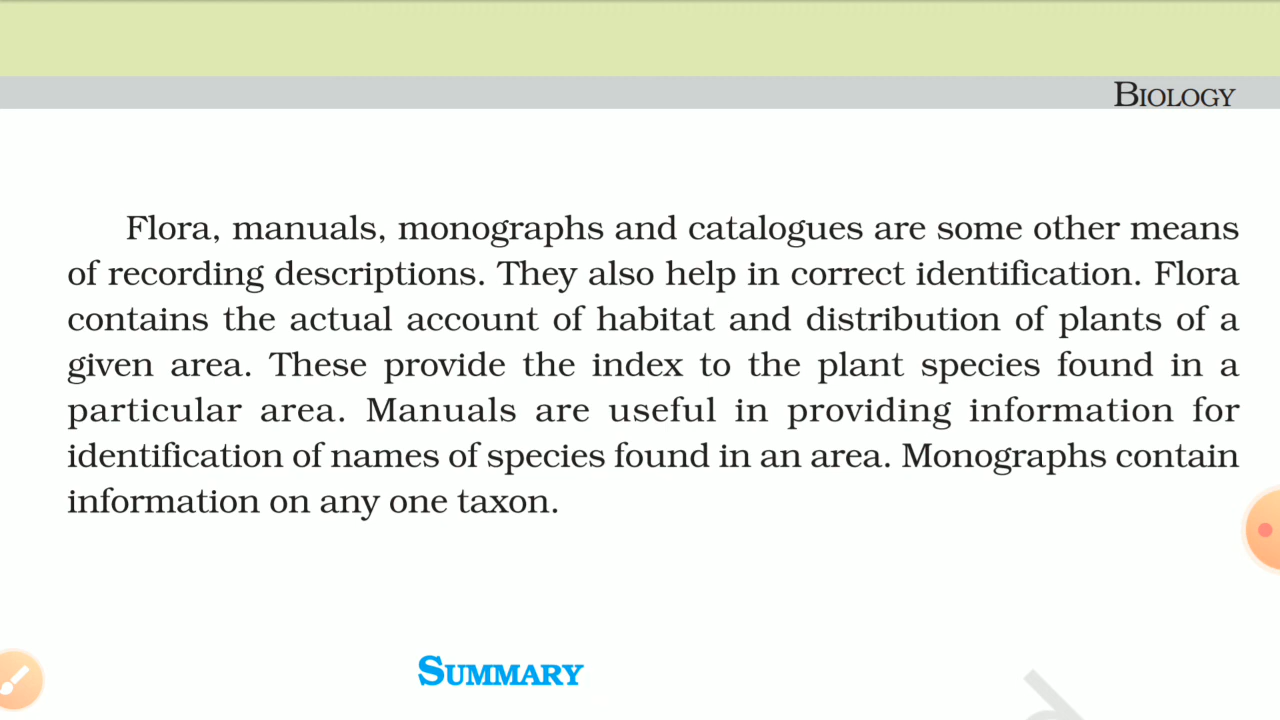 BIOLOGY
Flora, manuals, monographs and catalogues are some other means
of recording descriptions. They also help in correct identification. Flora
contains the actual account of habitat and distribution of plants of a
given area. These provide the index to the plant species found in a
particular area. Manuals are useful in providing information for
identification of names of species found in an area. Monographs contain
information on any one taxon.
SUMMARY